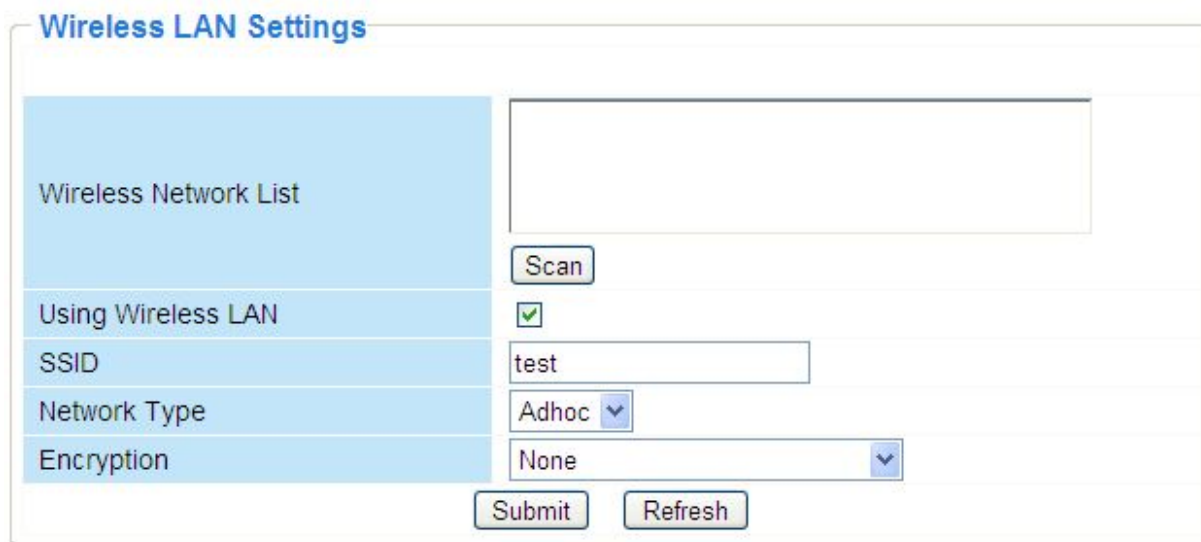 Wireless LAN Settings
Wireless Network List
Scan
Using Wireless LAN
SSID test
Network Type Adhoc
Encryption None
Submit Refresh